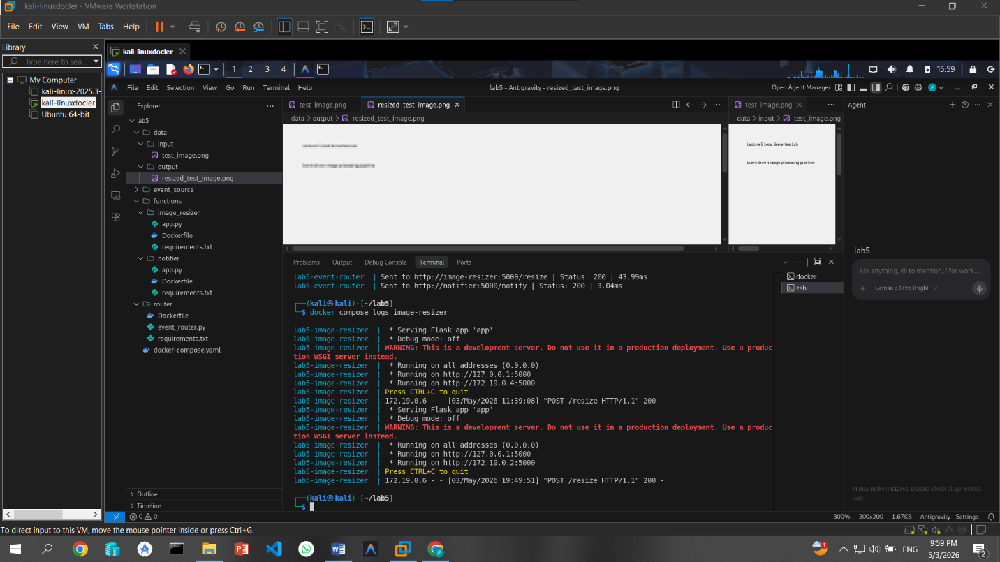 kali-linuxdocler - VMware Workstation
File Edit View VM Tabs Help
Library
Type here to sea...
My Computer
kali-linux-2025.3-
kali-linuxdocler
Ubuntu 64-bit
kali-linuxdocler
1 2 3 4
15:59
File Edit Selection View Go Run Terminal Help
lab5 - Antigravity - resized_test_image.png
Open Agent Manager
Explorer
lab5
data
input
test_image.png
output
resized_test_image.png
event_source
functions
image_resizer
app.py
Dockerfile
requirements.txt
notifier
app.py
Dockerfile
requirements.txt
router
Dockerfile
event_router.py
requirements.txt
docker-compose.yaml
Outline
Timeline
test_image.png
resized_test_image.png
data > output > resized_test_image.png
Lecture 5 Local Serverless Lab
Event-driven image processing pipeline
test_image.png
data > input > test_image.png
Lecture 5 Local Serverless Lab
Event-driven image processing pipeline
Problems Output Debug Console Terminal Ports
lab5-event-router | Sent to http://image-resizer:5000/resize | Status: 200 | 43.99ms
lab5-event-router | Sent to http://notifier:5000/notify | Status: 200 | 3.04ms
(kali㉿kali)-[~/lab5]
$ docker compose logs image-resizer
lab5-image-resizer | * Serving Flask app 'app'
lab5-image-resizer | * Debug mode: off
lab5-image-resizer | WARNING: This is a development server. Do not use it in a production deployment. Use a produc
tion WSGI server instead.
lab5-image-resizer | * Running on all addresses (0.0.0.0)
lab5-image-resizer | * Running on http://127.0.0.1:5000
lab5-image-resizer | * Running on http://172.19.0.4:5000
lab5-image-resizer | Press CTRL+C to quit
lab5-image-resizer | 172.19.0.6 - - [03/May/2026 11:39:08] "POST /resize HTTP/1.1" 200 -
lab5-image-resizer | * Serving Flask app 'app'
lab5-image-resizer | * Debug mode: off
lab5-image-resizer | WARNING: This is a development server. Do not use it in a production deployment. Use a produc
tion WSGI server instead.
lab5-image-resizer | * Running on all addresses (0.0.0.0)
lab5-image-resizer | * Running on http://127.0.0.1:5000
lab5-image-resizer | * Running on http://172.19.0.2:5000
lab5-image-resizer | Press CTRL+C to quit
lab5-image-resizer | 172.19.0.6 - - [03/May/2026 19:49:51] "POST /resize HTTP/1.1" 200 -
(kali㉿kali)-[~/lab5]
$
docker
zsh
Agent
lab5
Ask anything, @ to mention, / for work...
Gemini 3.1 Pro (High)
AI may make mistakes. Double-check all generated
code.
0 0
300% 300x200 1.67KB Antigravity - Settings
To direct input to this VM, move the mouse pointer inside or press Ctrl+G.
1
ENG
9:59 PM
5/3/2026
2